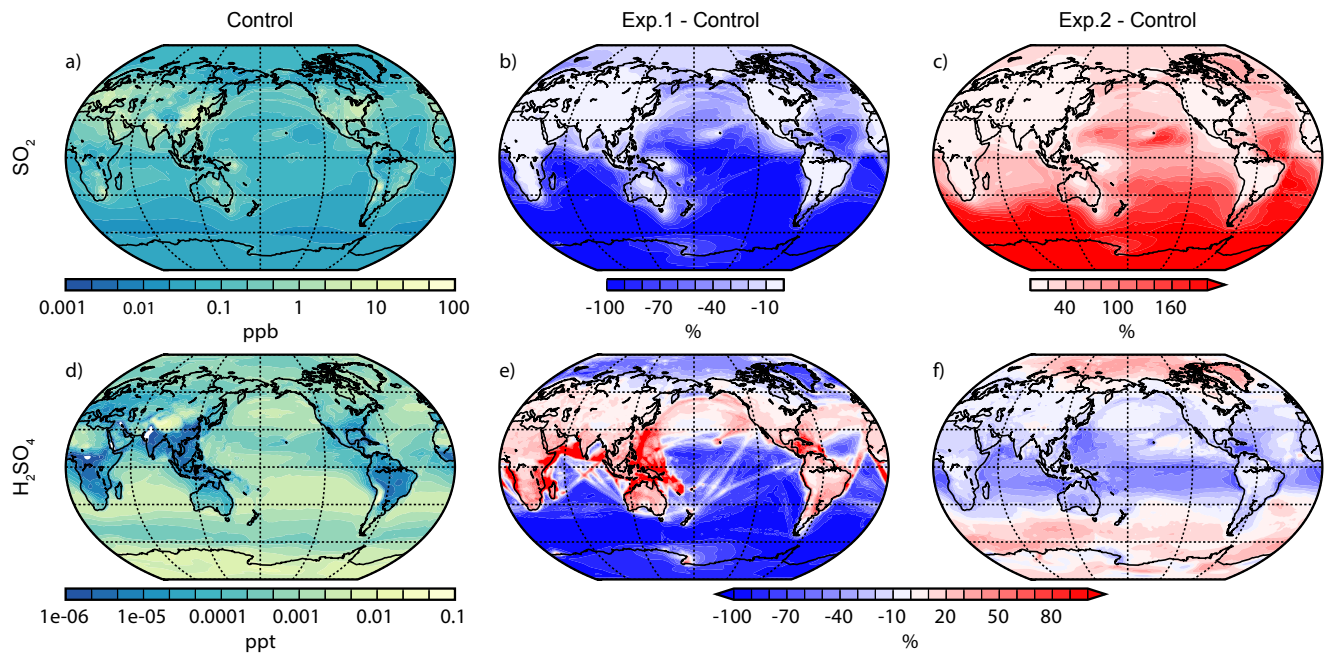 Control Exp.1 - Control Exp.2 - Control
a) b) c)
SO₂
0.001 0.01 0.1 1 10 100
ppb
-100 -70 -40 -10
%
40 100 160
%
d) e) f)
H₂SO₄
1e-06 1e-05 0.0001 0.001 0.01 0.1
ppt
-100 -70 -40 -10 20 50 80
%